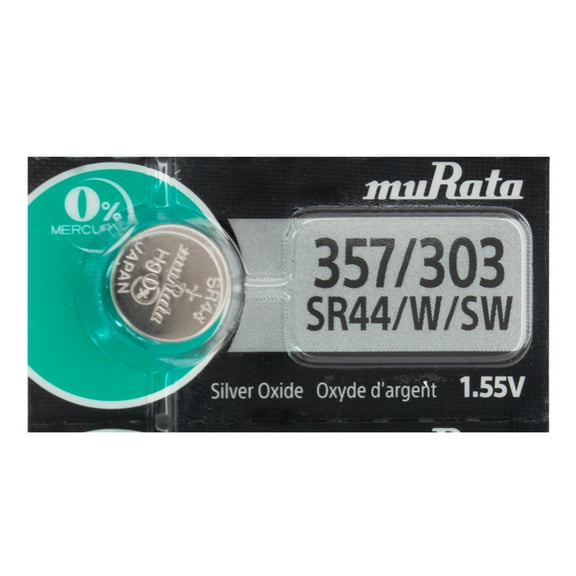 muRata
0%
MERCURY
357/303
SR44/W/SW
SR44
+
muRata
Hg0%
JAPAN
Silver Oxide Oxyde d'argent 1.55V